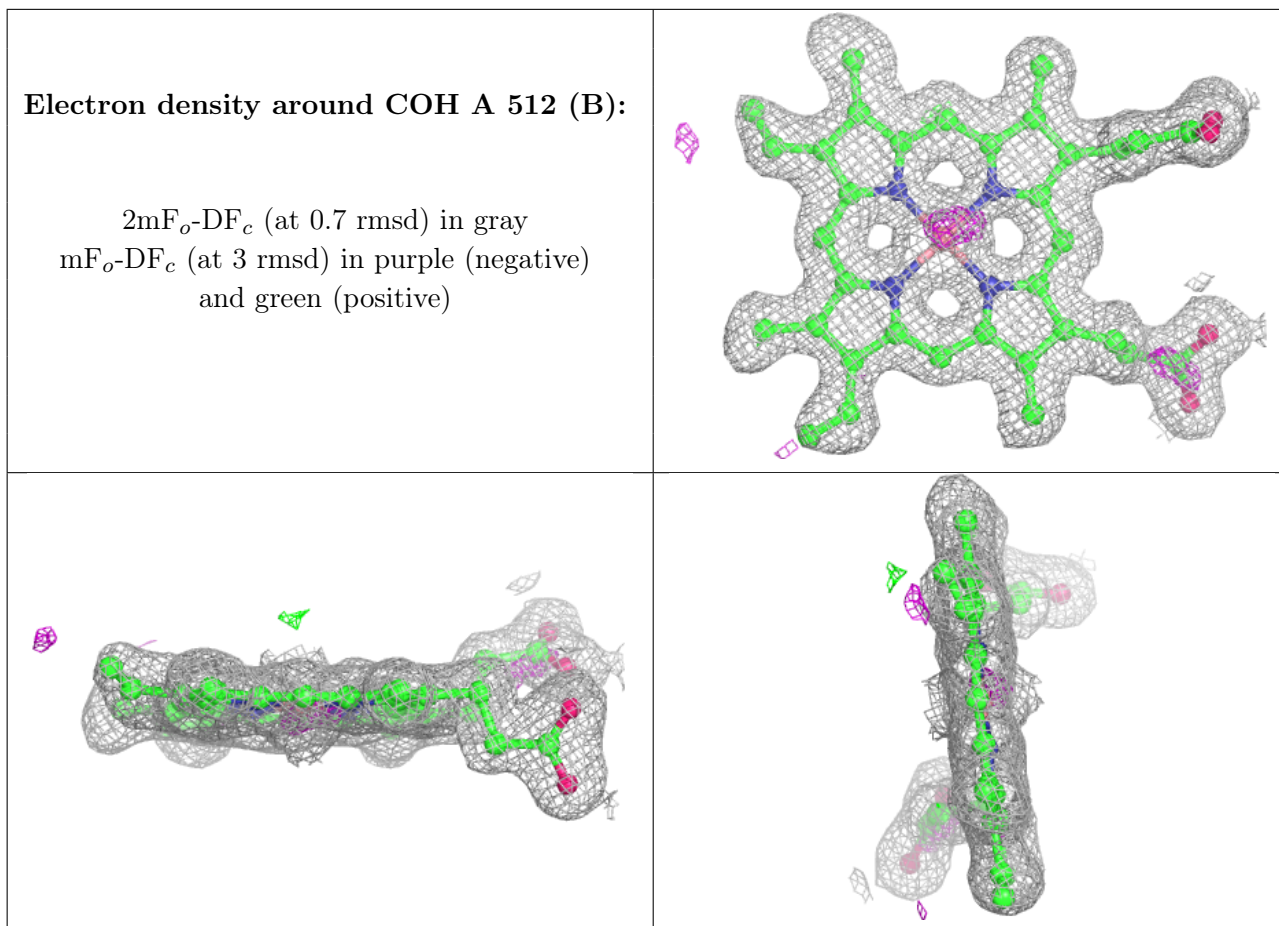 Electron density around COH A 512 (B):
2mFo-DFc (at 0.7 rmsd) in gray
mFo-DFc (at 3 rmsd) in purple (negative)
and green (positive)